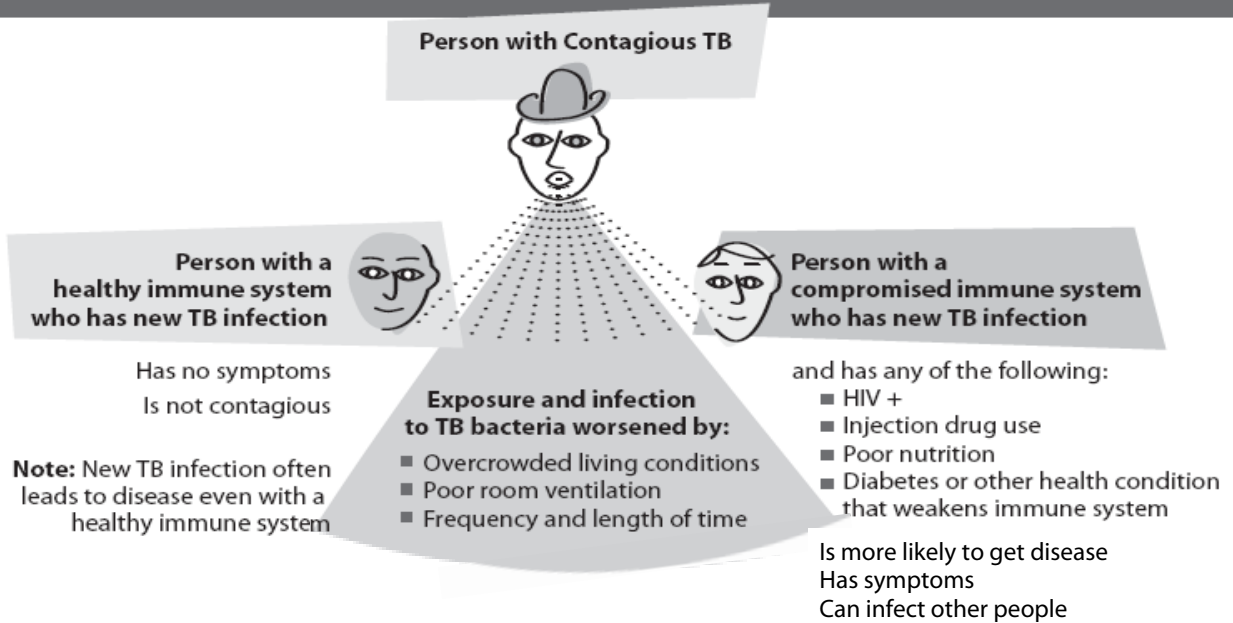 Person with Contagious TB
Person with a
healthy immune system
who has new TB infection
Has no symptoms
Is not contagious
Note: New TB infection often
leads to disease even with a
healthy immune system
Exposure and infection
to TB bacteria worsened by:
■ Overcrowded living conditions
■ Poor room ventilation
■ Frequency and length of time
Person with a
compromised immune system
who has new TB infection
and has any of the following:
■ HIV +
■ Injection drug use
■ Poor nutrition
■ Diabetes or other health condition
that weakens immune system
Is more likely to get disease
Has symptoms
Can infect other people